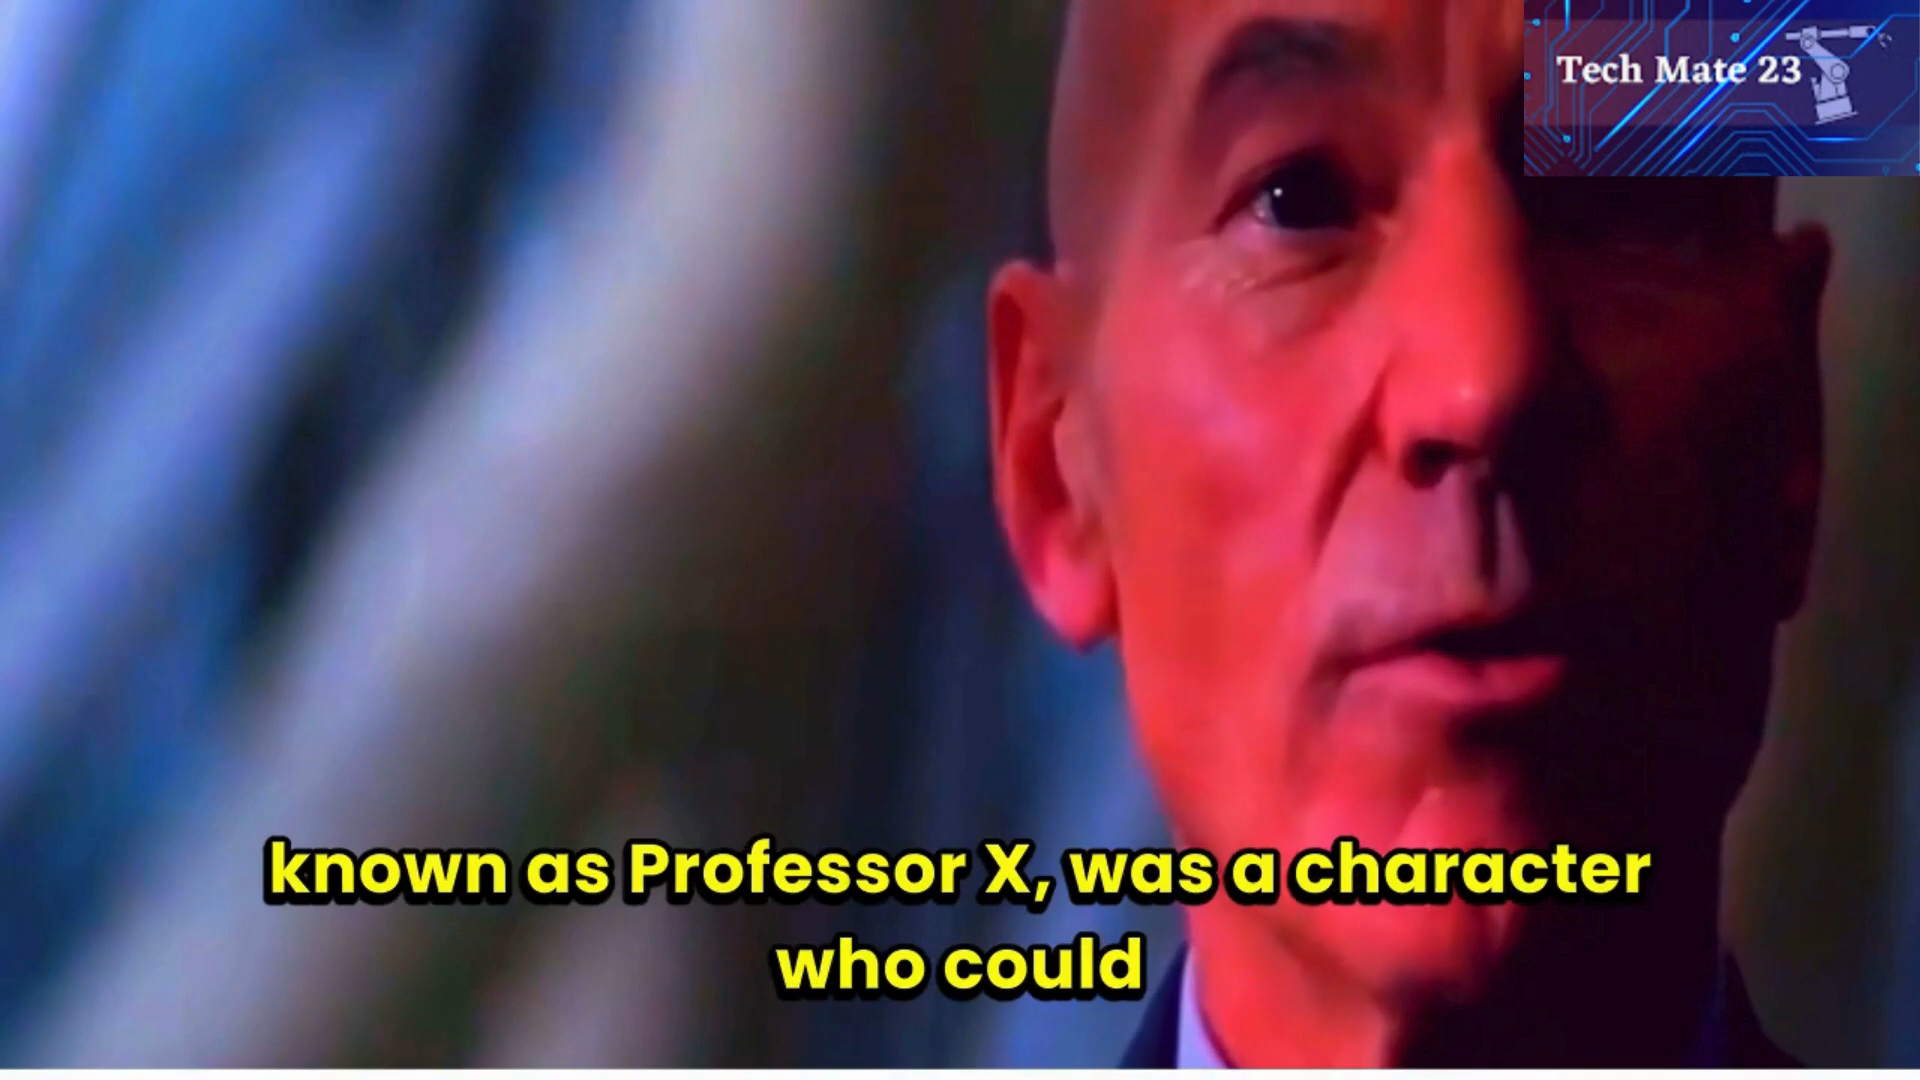 Tech Mate 23
known as Professor X, was a character
who could